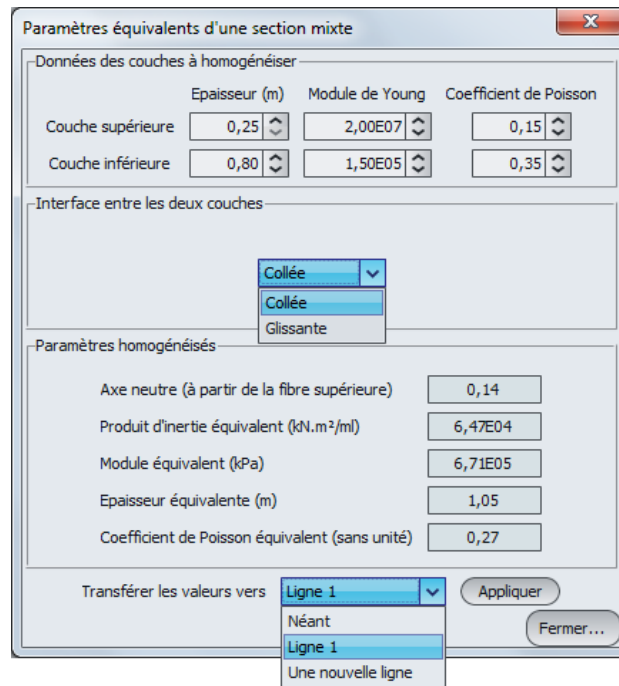 Paramètres équivalents d'une section mixte
Données des couches à homogénéiser
Epaisseur (m) Module de Young Coefficient de Poisson
Couche supérieure 0,25 2,00E07 0,15
Couche inférieure 0,80 1,50E05 0,35
Interface entre les deux couches
Collée
Collée
Glissante
Paramètres homogénéisés
Axe neutre (à partir de la fibre supérieure) 0,14
Produit d'inertie équivalent (kN.m²/ml) 6,47E04
Module équivalent (kPa) 6,71E05
Epaisseur équivalente (m) 1,05
Coefficient de Poisson équivalent (sans unité) 0,27
Transférer les valeurs vers Ligne 1 Appliquer
Néant
Fermer...
Ligne 1
Une nouvelle ligne